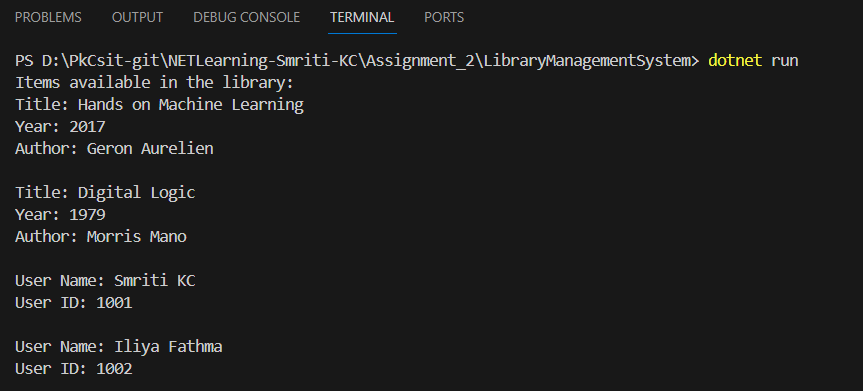 PROBLEMS OUTPUT DEBUG CONSOLE TERMINAL PORTS
PS D:\PkCsit-git\NETLearning-Smriti-KC\Assignment_2\LibraryManagementSystem> dotnet run
Items available in the library:
Title: Hands on Machine Learning
Year: 2017
Author: Geron Aurelien
Title: Digital Logic
Year: 1979
Author: Morris Mano
User Name: Smriti KC
User ID: 1001
User Name: Iliya Fathma
User ID: 1002